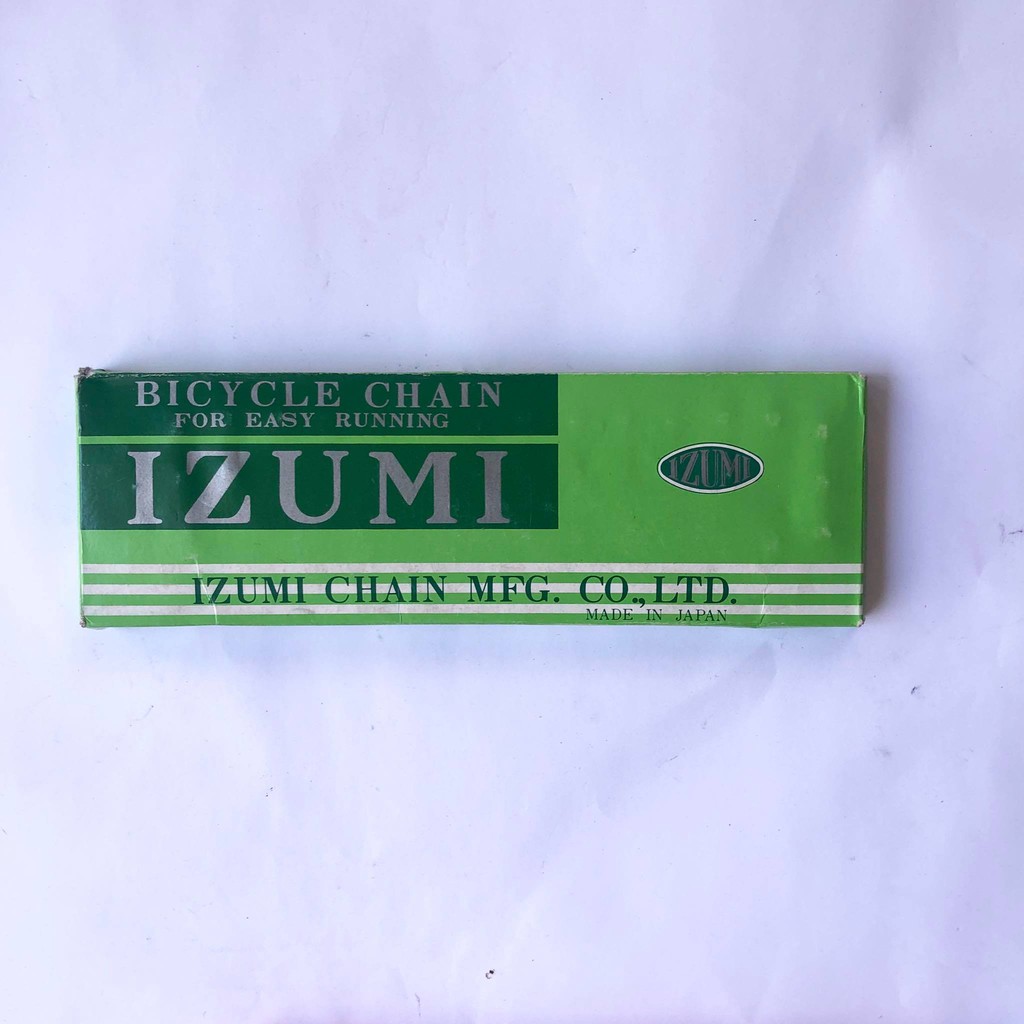 BICYCLE CHAIN
FOR EASY RUNNING
IZUMI
IZUMI
IZUMI CHAIN MFG. CO., LTD.
MADE IN JAPAN